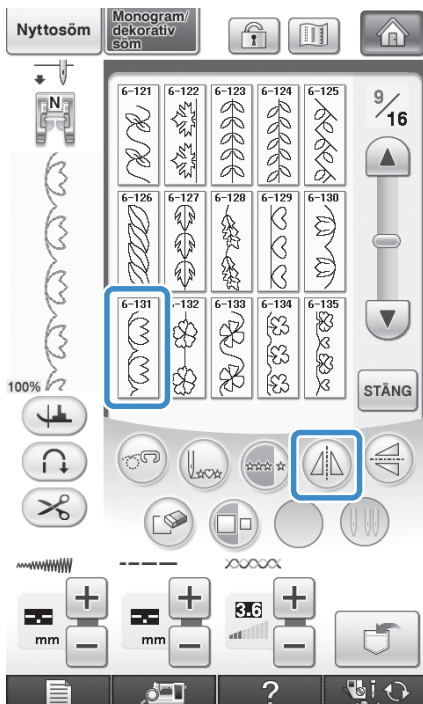 Nyttosöm
Monogram/
dekorativ
söm
N
6-121 6-122 6-123 6-124 6-125
9/16
6-126 6-127 6-128 6-129 6-130
6-131 6-132 6-133 6-134 6-135
100%
STÄNG
mm
mm
3.6
?